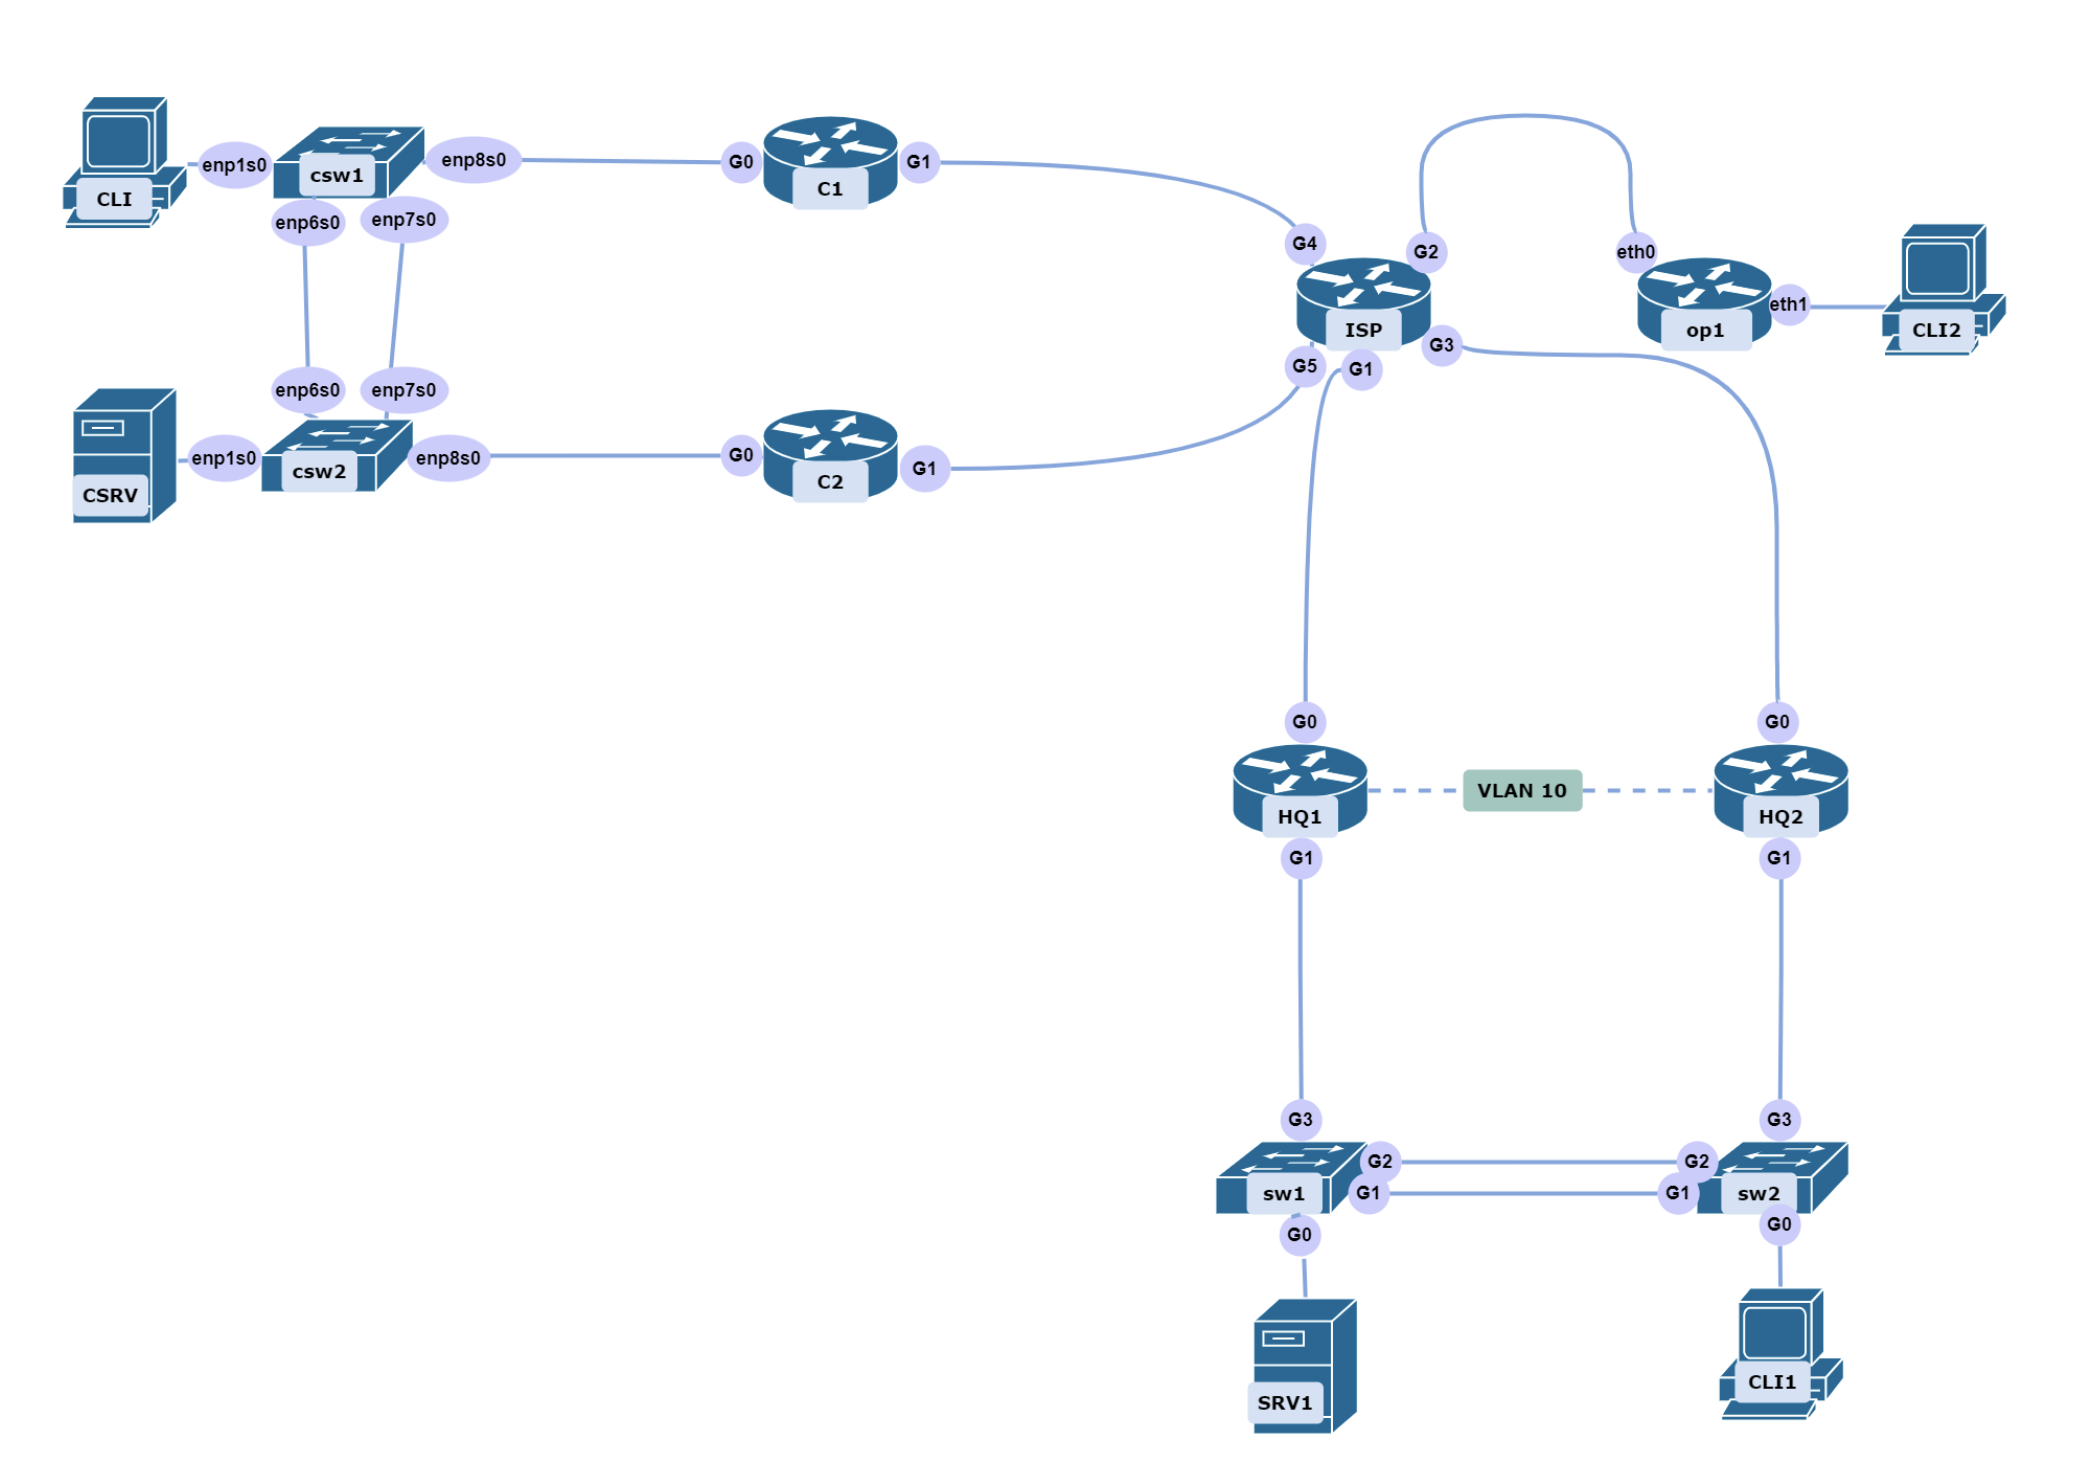 CLI
enp1s0
csw1
enp8s0
G0
C1
G1
enp6s0
enp7s0
G4
G2
eth0
ISP
op1
eth1
CLI2
G3
G5
G1
enp6s0
enp7s0
CSRV
enp1s0
csw2
enp8s0
G0
C2
G1
G0
G0
HQ1
VLAN 10
HQ2
G1
G1
G3
G3
sw1
G2
G2
sw2
G1
G1
G0
G0
SRV1
CLI1